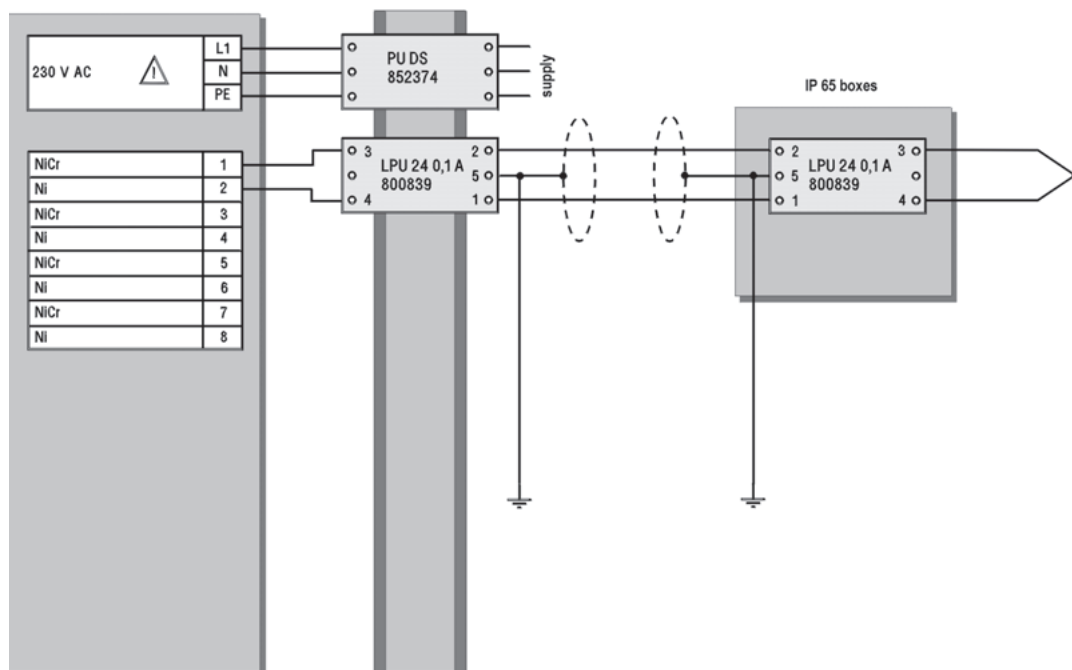 230 V AC
L1
N
PE
PU DS
852374
supply
IP 65 boxes
NiCr 1
Ni 2
NiCr 3
Ni 4
NiCr 5
Ni 6
NiCr 7
Ni 8
3 LPU 24 0,1 A 2
800839 5
4 1
2 LPU 24 0,1 A 3
5 800839
1 4